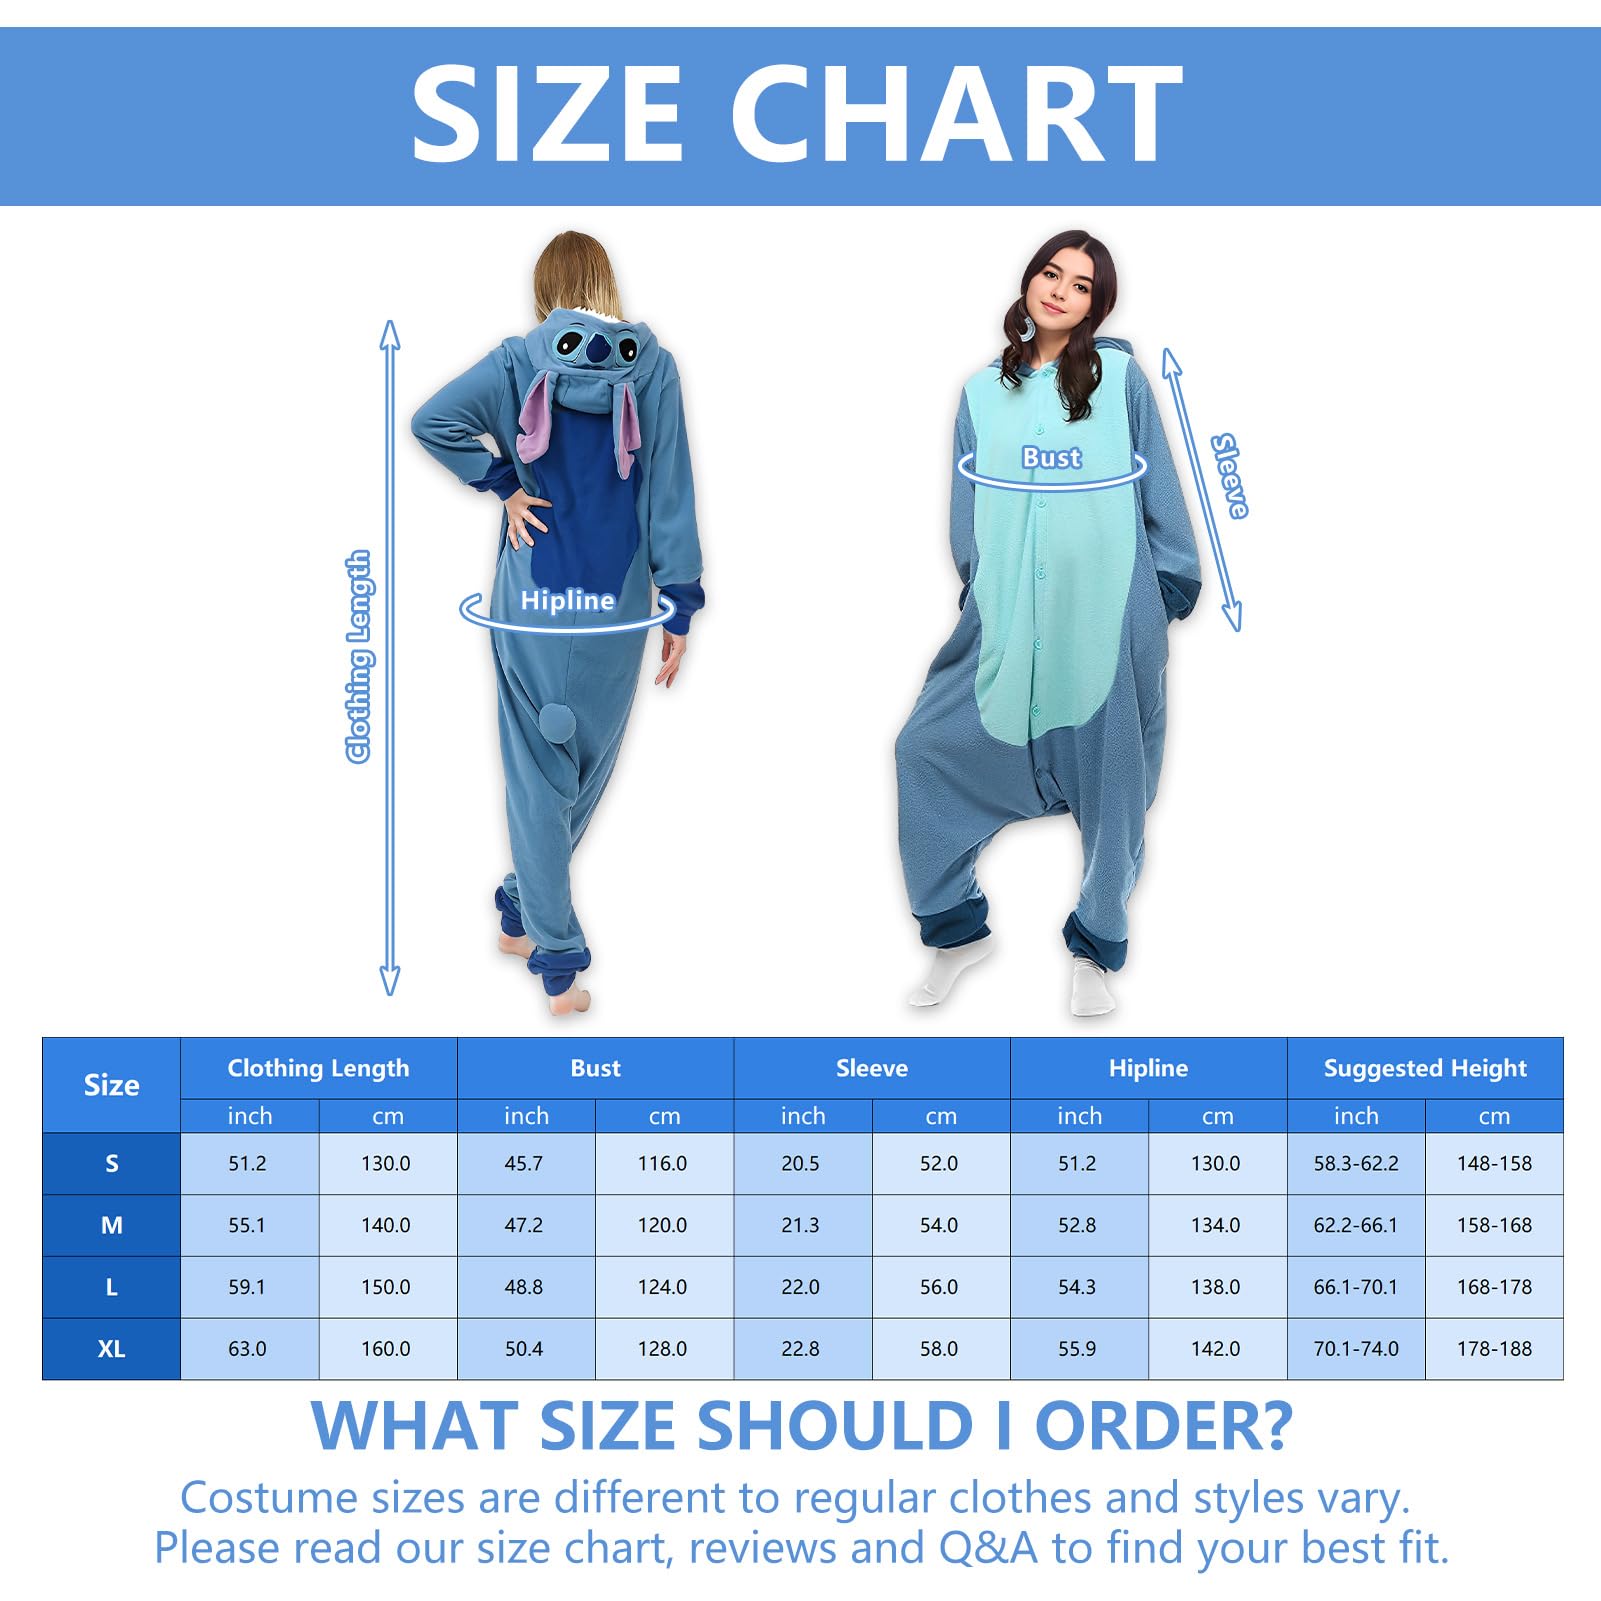 SIZE CHART
Clothing Length
Hipline
Bust
Sleeve
Size Clothing Length Bust Sleeve Hipline Suggested Height
inch cm inch cm inch cm inch cm inch cm
S 51.2 130.0 45.7 116.0 20.5 52.0 51.2 130.0 58.3-62.2 148-158
M 55.1 140.0 47.2 120.0 21.3 54.0 52.8 134.0 62.2-66.1 158-168
L 59.1 150.0 48.8 124.0 22.0 56.0 54.3 138.0 66.1-70.1 168-178
XL 63.0 160.0 50.4 128.0 22.8 58.0 55.9 142.0 70.1-74.0 178-188
WHAT SIZE SHOULD I ORDER?
Costume sizes are different to regular clothes and styles vary.
Please read our size chart, reviews and Q&A to find your best fit.